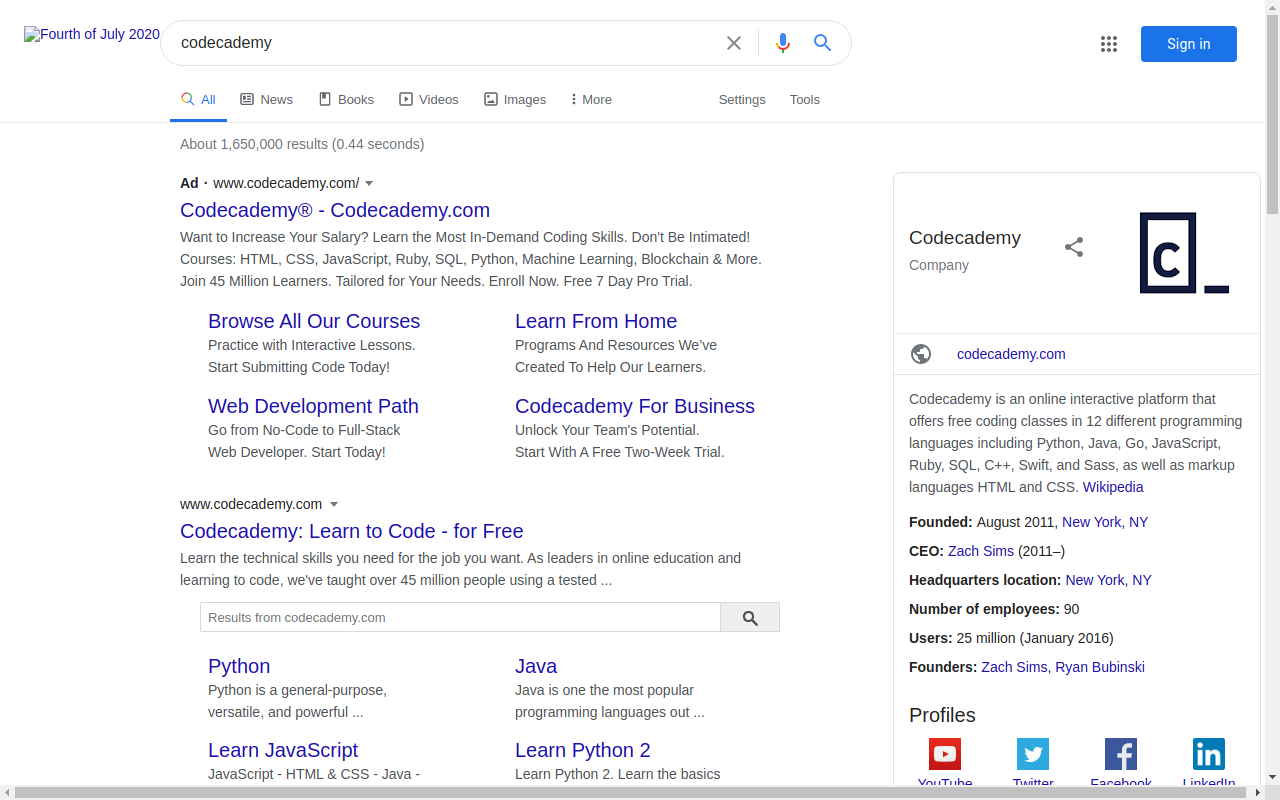 Fourth of July 2020
codecademy
Sign in
All
News
Books
Videos
Images
More
Settings
Tools
About 1,650,000 results (0.44 seconds)
Ad · www.codecademy.com/
Codecademy® - Codecademy.com
Want to Increase Your Salary? Learn the Most In-Demand Coding Skills. Don't Be Intimated!
Courses: HTML, CSS, JavaScript, Ruby, SQL, Python, Machine Learning, Blockchain & More.
Join 45 Million Learners. Tailored for Your Needs. Enroll Now. Free 7 Day Pro Trial.
Browse All Our Courses
Practice with Interactive Lessons.
Start Submitting Code Today!
Learn From Home
Programs And Resources We’ve
Created To Help Our Learners.
Web Development Path
Go from No-Code to Full-Stack
Web Developer. Start Today!
Codecademy For Business
Unlock Your Team's Potential.
Start With A Free Two-Week Trial.
www.codecademy.com
Codecademy: Learn to Code - for Free
Learn the technical skills you need for the job you want. As leaders in online education and
learning to code, we've taught over 45 million people using a tested ...
Results from codecademy.com
Python
Python is a general-purpose,
versatile, and powerful ...
Java
Java is one the most popular
programming languages out ...
Learn JavaScript
JavaScript - HTML & CSS - Java -
Learn Python 2
Learn Python 2. Learn the basics
Codecademy
Company
C_
codecademy.com
Codecademy is an online interactive platform that
offers free coding classes in 12 different programming
languages including Python, Java, Go, JavaScript,
Ruby, SQL, C++, Swift, and Sass, as well as markup
languages HTML and CSS. Wikipedia
Founded: August 2011, New York, NY
CEO: Zach Sims (2011–)
Headquarters location: New York, NY
Number of employees: 90
Users: 25 million (January 2016)
Founders: Zach Sims, Ryan Bubinski
Profiles
YouTube
Twitter
Facebook
LinkedIn